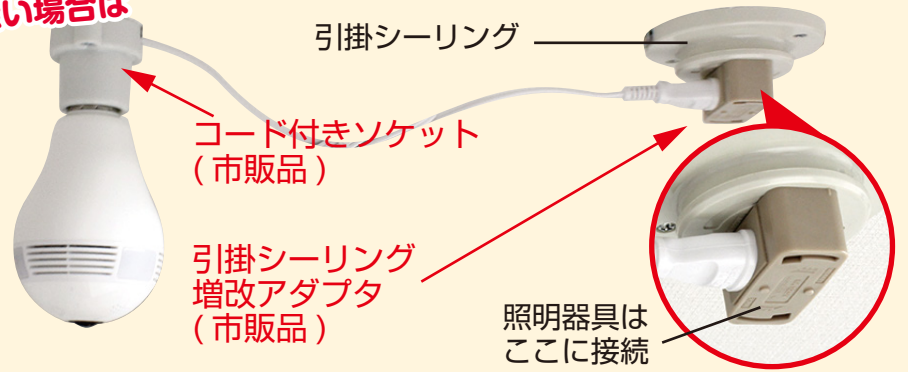 い場合は
引掛シーリング
コード付きソケット
(市販品)
引掛シーリング
増改アダプタ
(市販品)
照明器具は
ここに接続